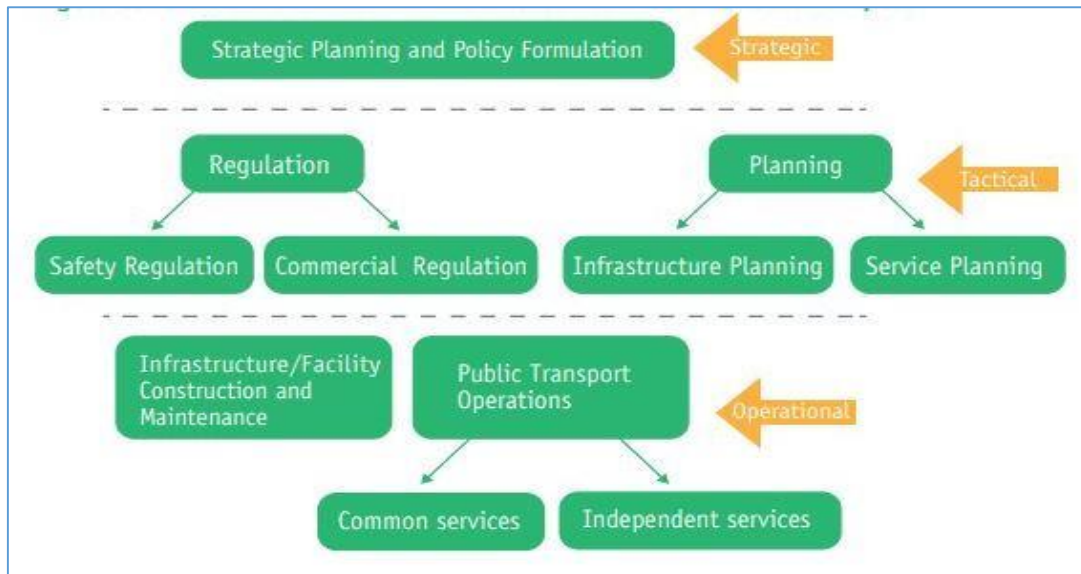 Strategic Planning and Policy Formulation
Strategic
Regulation
Planning
Tactical
Safety Regulation
Commercial Regulation
Infrastructure Planning
Service Planning
Infrastructure/Facility
Construction and
Maintenance
Public Transport
Operations
Operational
Common services
Independent services